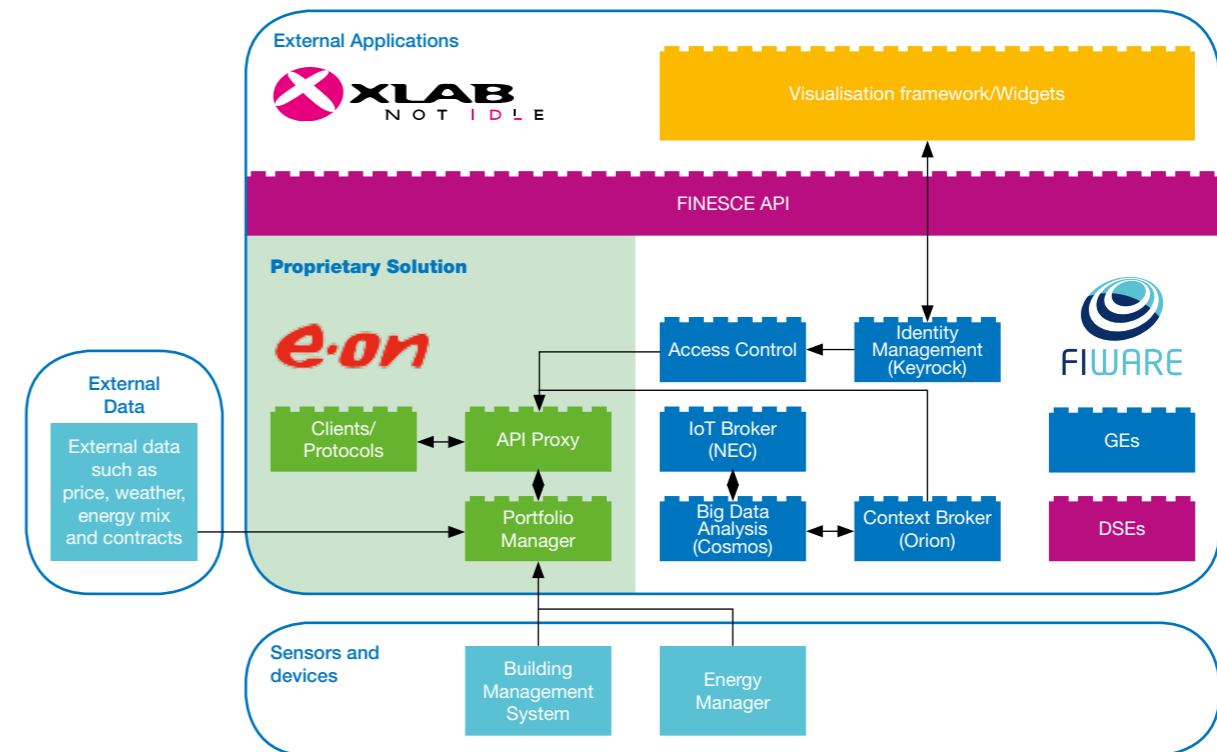 External Applications
XLAB
NOT IDLE
Visualisation framework/Widgets
FINESCE API
Proprietary Solution
e·on
Access Control
Identity
Management
(Keyrock)
FIWARE
External
Data
External data
such as
price, weather,
energy mix
and contracts
Clients/
Protocols
API Proxy
IoT Broker
(NEC)
GEs
Portfolio
Manager
Big Data
Analysis
(Cosmos)
Context Broker
(Orion)
DSEs
Sensors and
devices
Building
Management
System
Energy
Manager